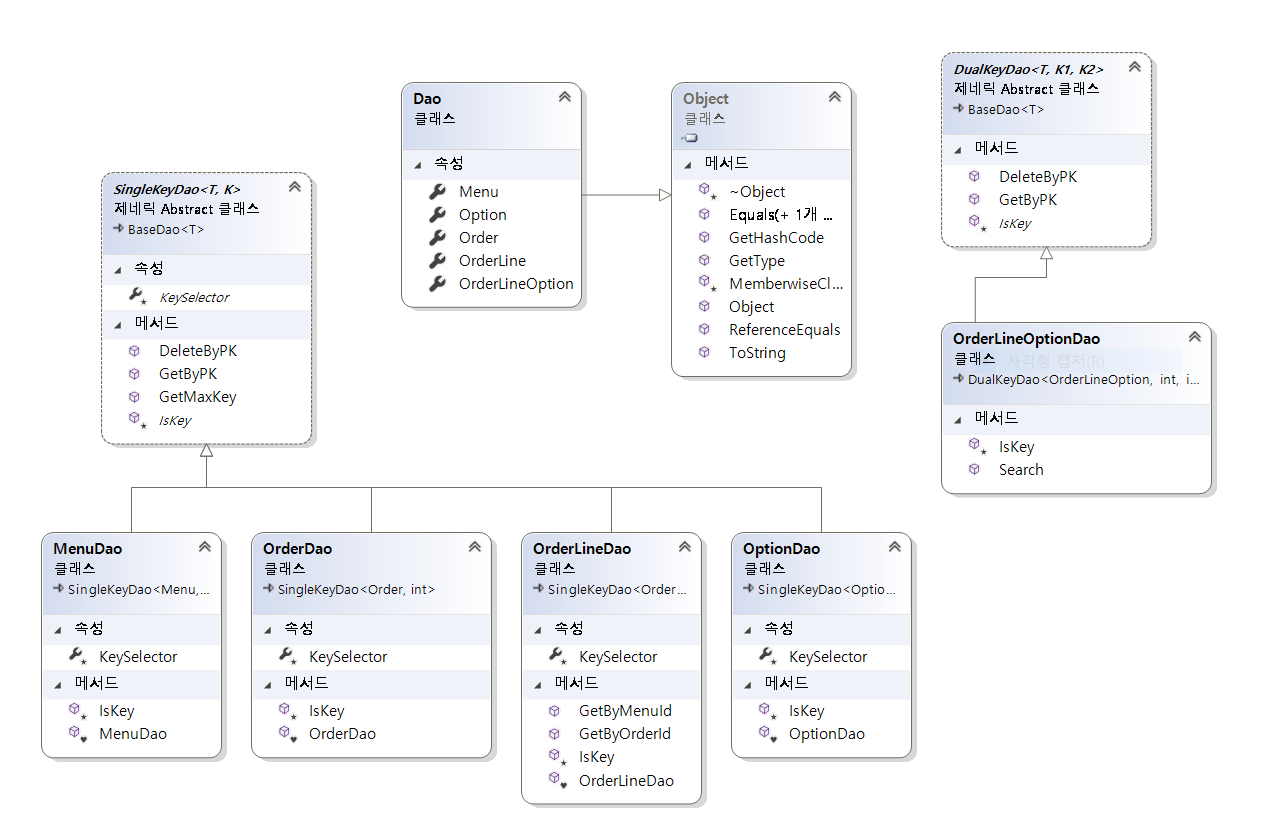 SingleKeyDao<T, K>
제네릭 Abstract 클래스
BaseDao<T>
속성
KeySelector
메서드
DeleteByPK
GetByPK
GetMaxKey
IsKey
Dao
클래스
속성
Menu
Option
Order
OrderLine
OrderLineOption
Object
클래스
메서드
~Object
Equals(+ 1개 ...
GetHashCode
GetType
MemberwiseCl...
Object
ReferenceEquals
ToString
DualKeyDao<T, K1, K2>
제네릭 Abstract 클래스
BaseDao<T>
메서드
DeleteByPK
GetByPK
IsKey
OrderLineOptionDao
클래스
사각형 캡처(R)
DualKeyDao<OrderLineOption, int, i...
메서드
IsKey
Search
MenuDao
클래스
SingleKeyDao<Menu,...
속성
KeySelector
메서드
IsKey
MenuDao
OrderDao
클래스
SingleKeyDao<Order, int>
속성
KeySelector
메서드
IsKey
OrderDao
OrderLineDao
클래스
SingleKeyDao<Order...
속성
KeySelector
메서드
GetByMenuId
GetByOrderId
IsKey
OrderLineDao
OptionDao
클래스
SingleKeyDao<Optio...
속성
KeySelector
메서드
IsKey
OptionDao